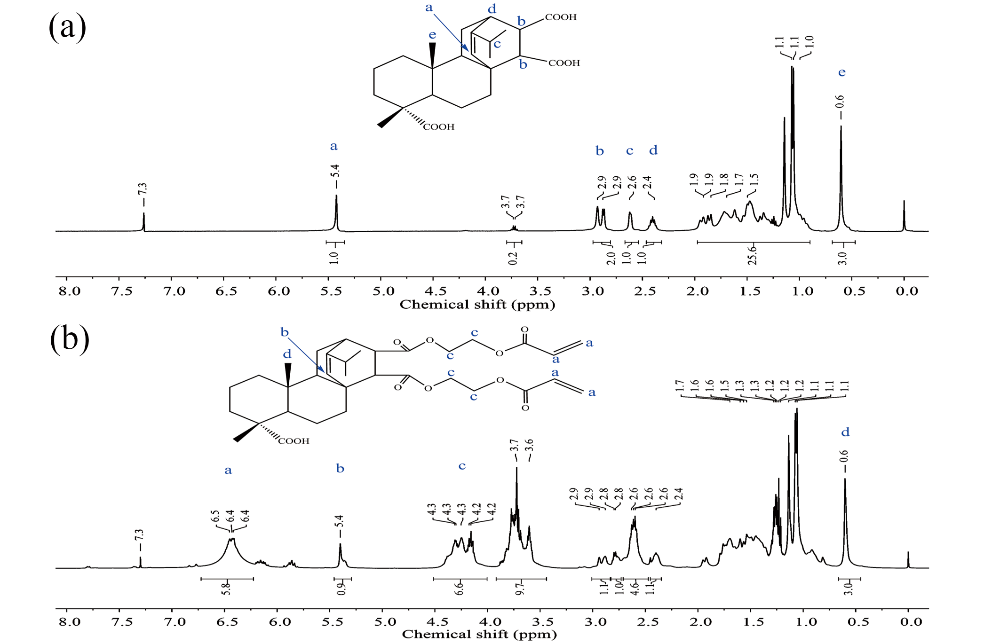 (a)
a
d
b
COOH
e
c
b
COOH
COOH
1.1
1.1
1.0
e
0.6
a
5.4
7.3
3.7
3.7
b
c
d
2.9
2.9
2.6
2.4
1.9
1.9
1.8
1.7
1.5
1.0
0.2
2.0
1.0
1.0
25.6
3.0
8.0 7.5 7.0 6.5 6.0 5.5 5.0 4.5 4.0 3.5 3.0 2.5 2.0 1.5 1.0 0.5 0.0
Chemical shift (ppm)
(b)
b
d
O
O
c
c
O
O
a
a
O
O
c
c
O
O
a
a
COOH
1.7
1.6
1.6
1.5
1.3
1.3
1.2
1.2
1.2
1.1
1.1
1.1
d
0.6
a
b
c
7.3
6.5
6.4
6.4
5.4
4.3
4.3
4.3
4.2
4.2
3.7
3.6
2.9
2.9
2.8
2.8
2.6
2.6
2.6
2.4
5.8
0.9
6.6
9.7
1.1
1.0
4.6
1.1
3.0
8.0 7.5 7.0 6.5 6.0 5.5 5.0 4.5 4.0 3.5 3.0 2.5 2.0 1.5 1.0 0.5 0.0
Chemical shift (ppm)